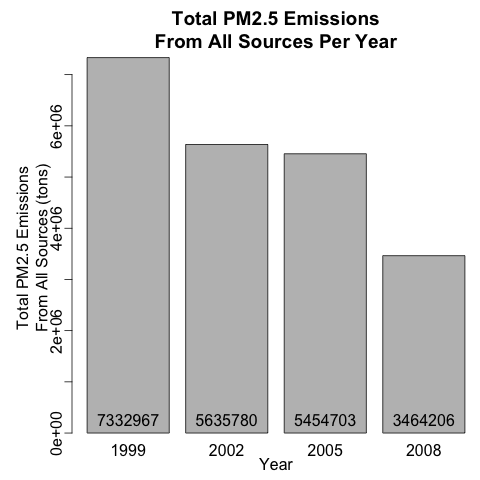 Total PM2.5 Emissions
From All Sources Per Year
Total PM2.5 Emissions
From All Sources (tons)
6e+06
4e+06
2e+06
0e+00
7332967 5635780 5454703 3464206
1999 2002 2005 2008
Year